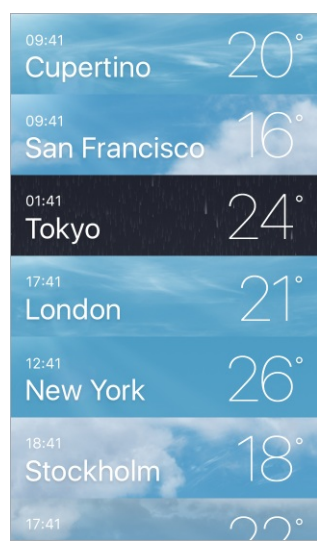 09:41
Cupertino
20°
09:41
San Francisco
16°
01:41
Tokyo
24°
17:41
London
21°
12:41
New York
26°
18:41
Stockholm
18°
17:41